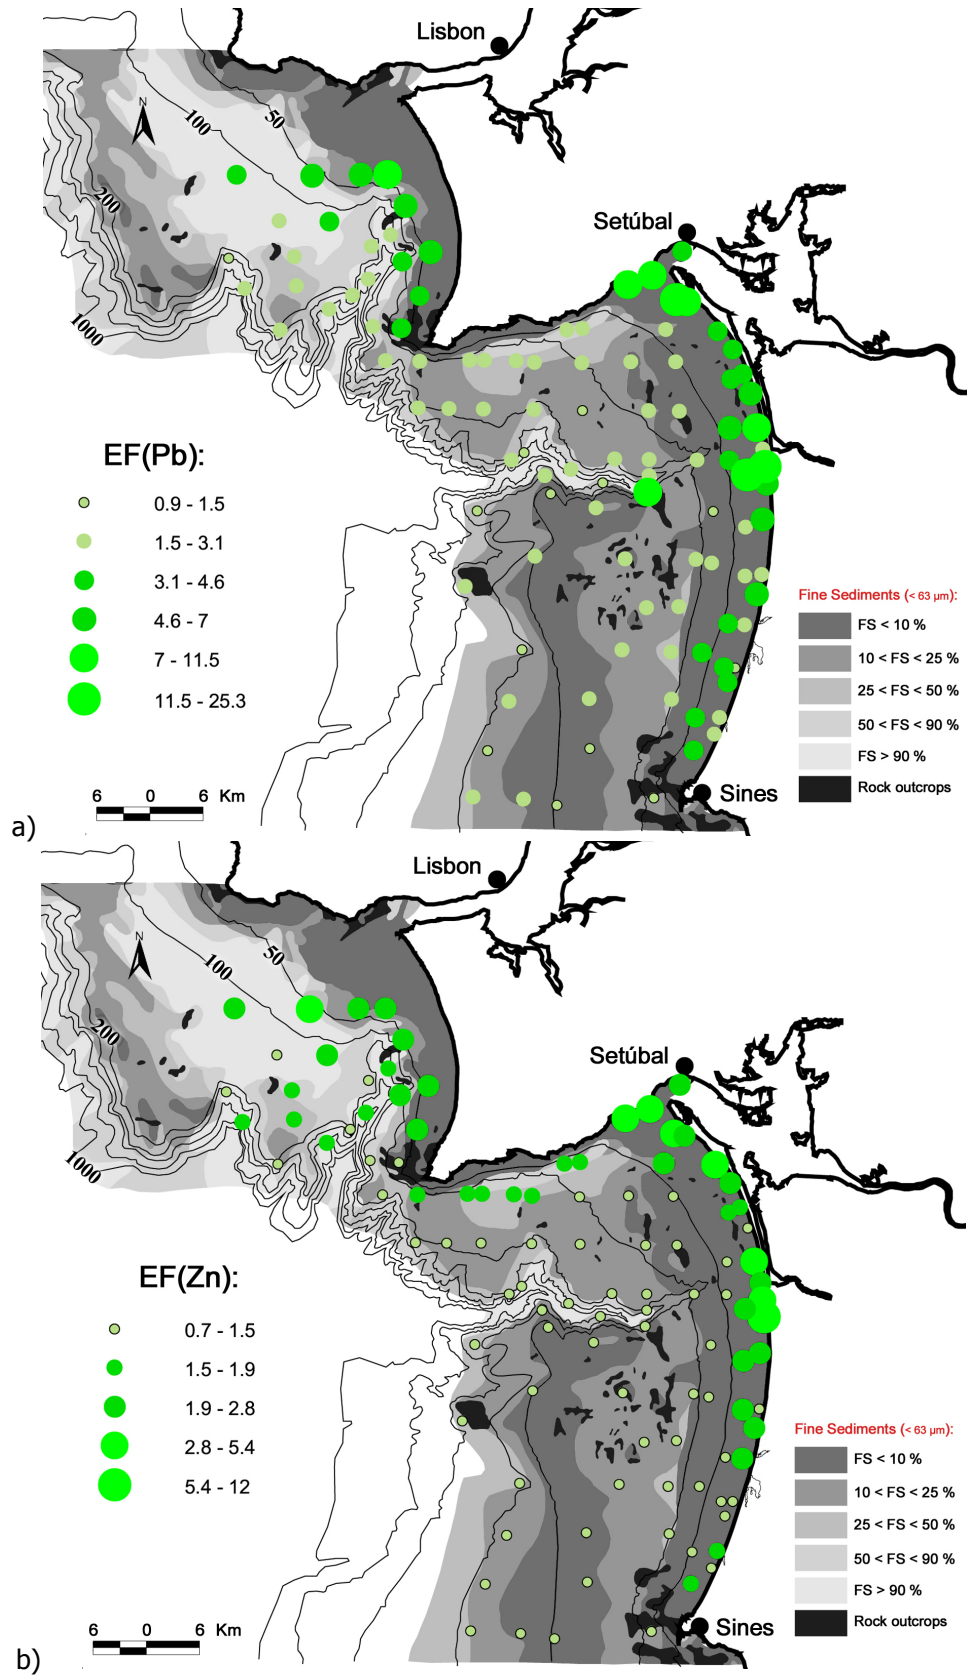 Lisbon
N
100
50
200
1000
Setúbal
EF(Pb):
0.9 - 1.5
1.5 - 3.1
3.1 - 4.6
4.6 - 7
7 - 11.5
11.5 - 25.3
Fine Sediments (< 63 µm):
FS < 10 %
10 < FS < 25 %
25 < FS < 50 %
50 < FS < 90 %
FS > 90 %
Rock outcrops
6 0 6 Km
Sines
a)
Lisbon
N
100
50
200
1000
Setúbal
EF(Zn):
0.7 - 1.5
1.5 - 1.9
1.9 - 2.8
2.8 - 5.4
5.4 - 12
Fine Sediments (< 63 µm):
FS < 10 %
10 < FS < 25 %
25 < FS < 50 %
50 < FS < 90 %
FS > 90 %
Rock outcrops
6 0 6 Km
Sines
b)